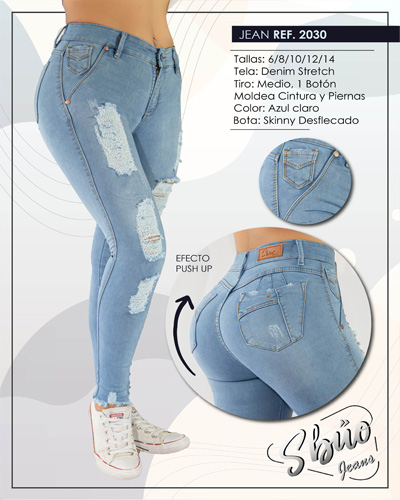 JEAN REF. 2030
Tallas: 6/8/10/12/14
Tela: Denim Stretch
Tiro: Medio, 1 Botón
Moldea Cintura y Piernas
Color: Azul claro
Bota: Skinny Desflecado
EFECTO
PUSH UP
Sbüo
Jeans